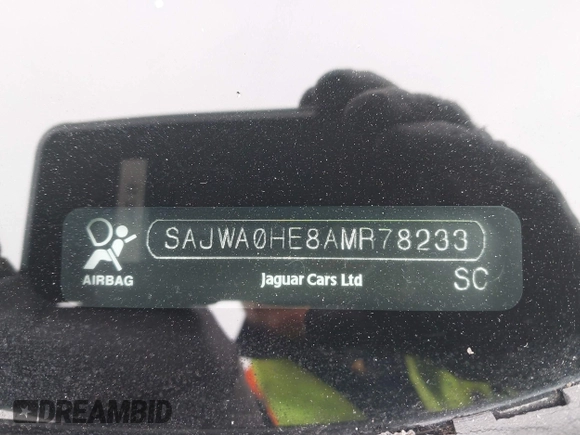 SAJWA0HE8AMR78233
AIRBAG
Jaguar Cars Ltd
SC
DREAMBID